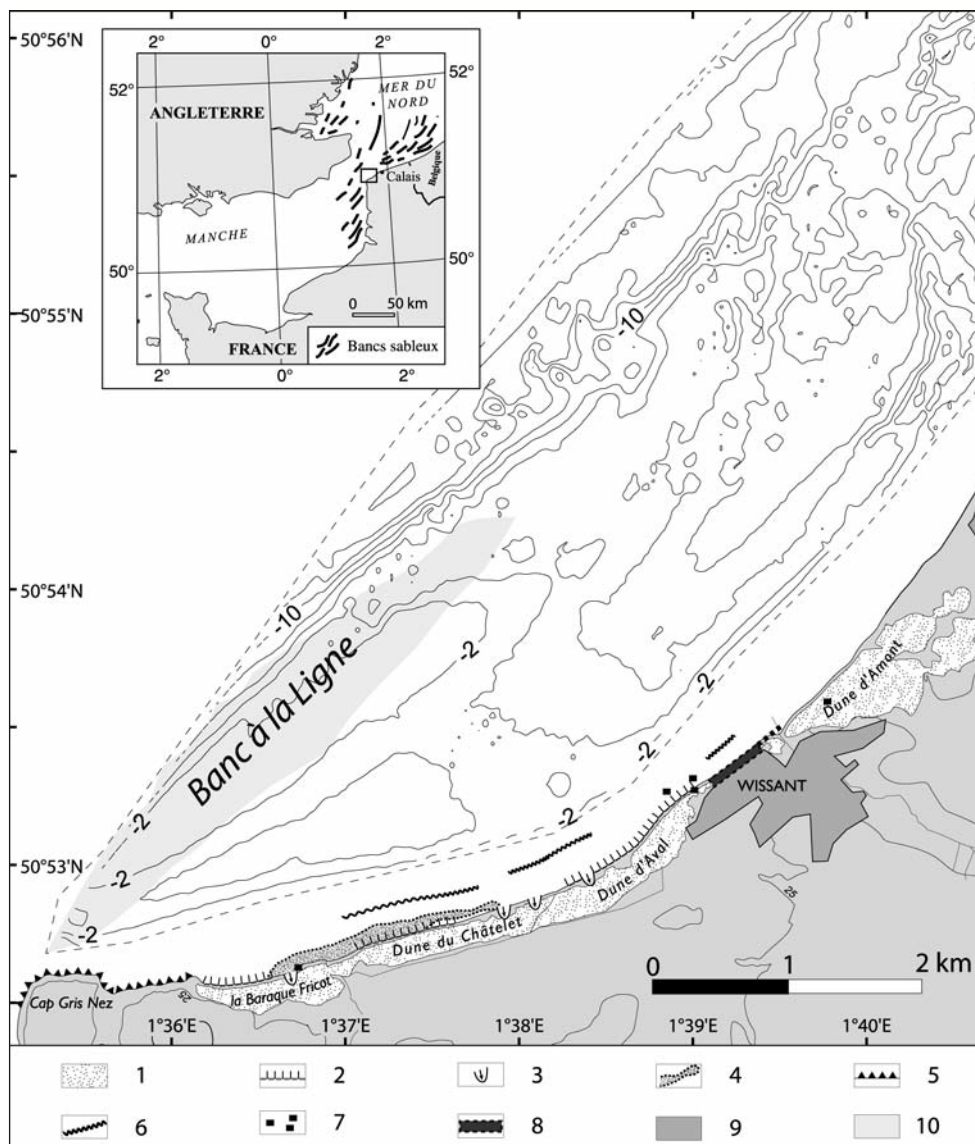 50°56'N
2°
0°
2°
52°
52°
MER DU
NORD
ANGLETERRE
Calais
Belgique
MANCHE
50°
50°
0
50 km
FRANCE
Bancs sableux
2°
0°
2°
50°55'
-10
50°54'
-10
Banc à la Ligne
-2
-2
Dune d'Amont
-2
-2
-2
WISSANT
50°53'
-2
Dune d'Aval
25
-2
Dune du Châtelet
0
1
2 km
Cap Gris Nez
25
la Baraque Fricot
1°36'E
1°37'E
1°38'E
1°39'E
1°40'E
1
2
3
4
5
6
7
8
9
10